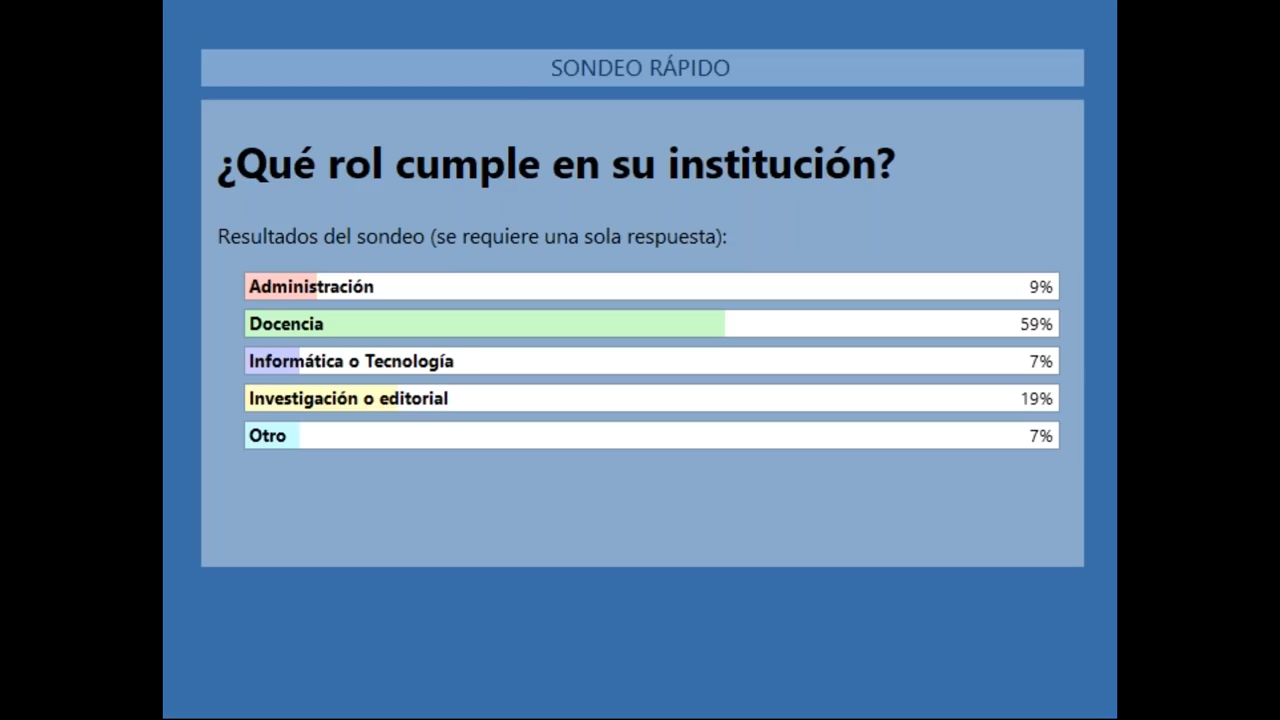 SONDEO RÁPIDO
¿Qué rol cumple en su institución?
Resultados del sondeo (se requiere una sola respuesta):
Administración 9%
Docencia 59%
Informática o Tecnología 7%
Investigación o editorial 19%
Otro 7%